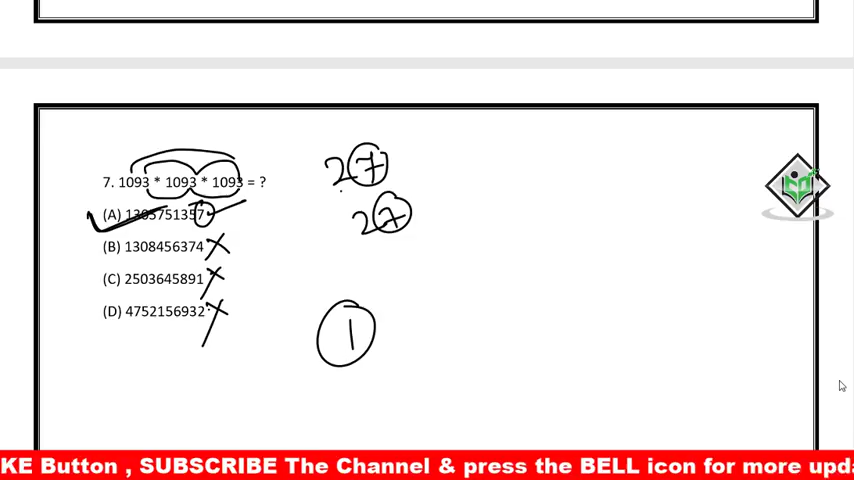 7. 1093 * 1093 * 1093 = ?
27
(A) 1305751357
27
(B) 1308456374
(C) 2503645891
(D) 4752156932
1
KE Button , SUBSCRIBE The Channel & press the BELL icon for more upda